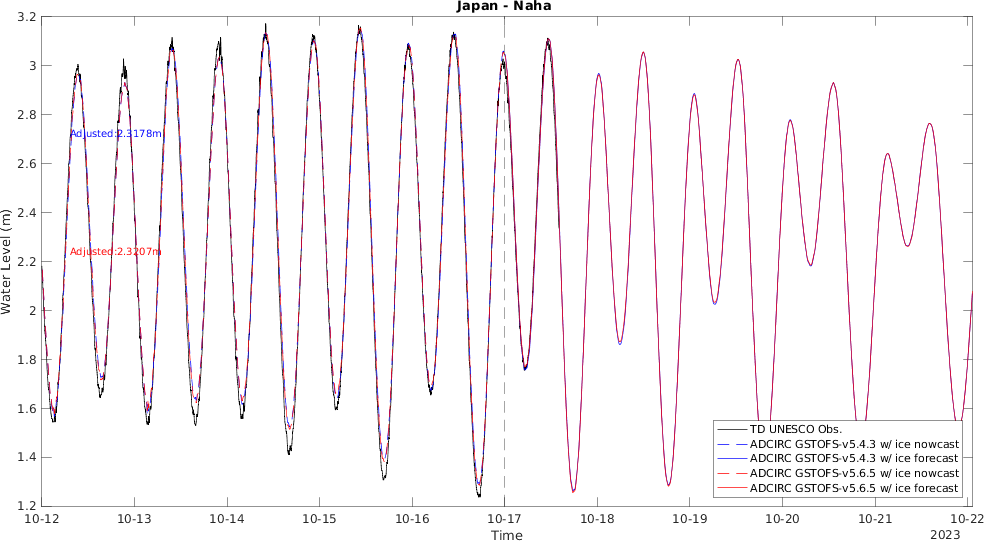 Japan - Naha
Water Level (m)
3.2
3
2.8
2.6
2.4
2.2
2
1.8
1.6
1.4
1.2
Adjusted:2.3178m
Adjusted:2.3207m
TD UNESCO Obs.
ADCIRC GSTOFS-v5.4.3 w/ ice nowcast
ADCIRC GSTOFS-v5.4.3 w/ ice forecast
ADCIRC GSTOFS-v5.6.5 w/ ice nowcast
ADCIRC GSTOFS-v5.6.5 w/ ice forecast
10-12 10-13 10-14 10-15 10-16 10-17 10-18 10-19 10-20 10-21 10-22
Time
2023